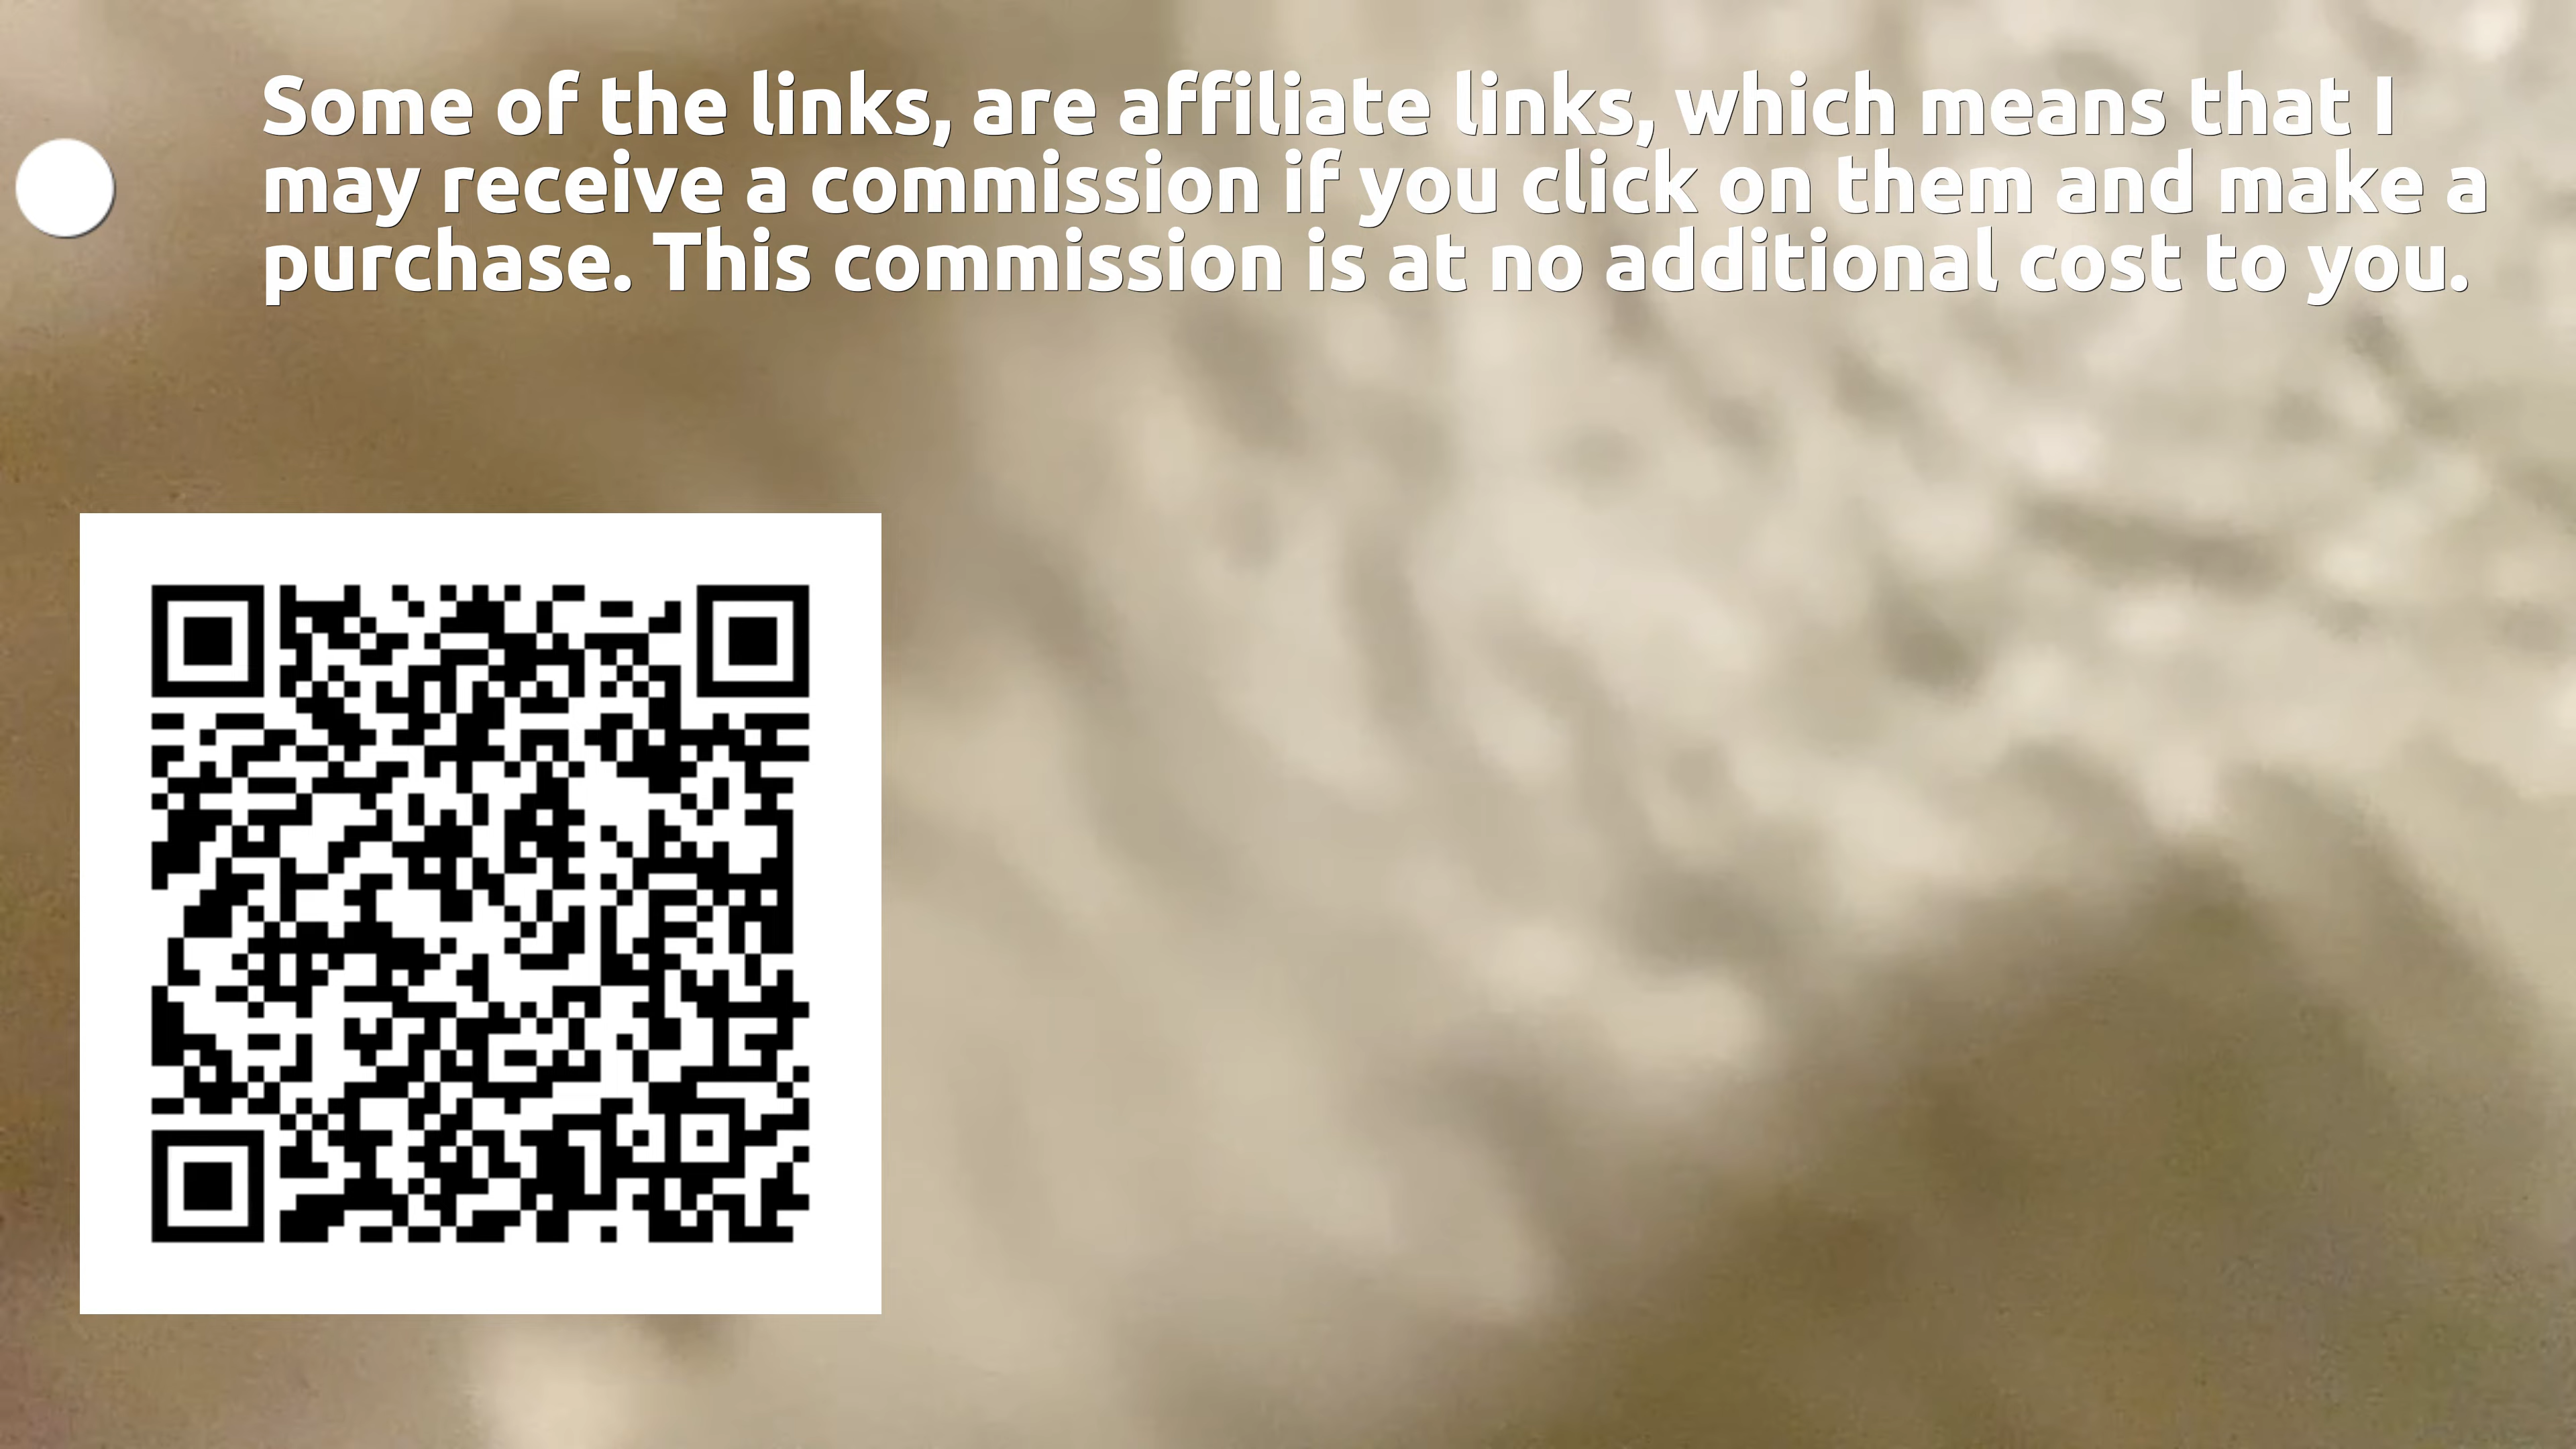 Some of the links, are affiliate links, which means that I
may receive a commission if you click on them and make a
purchase. This commission is at no additional cost to you.